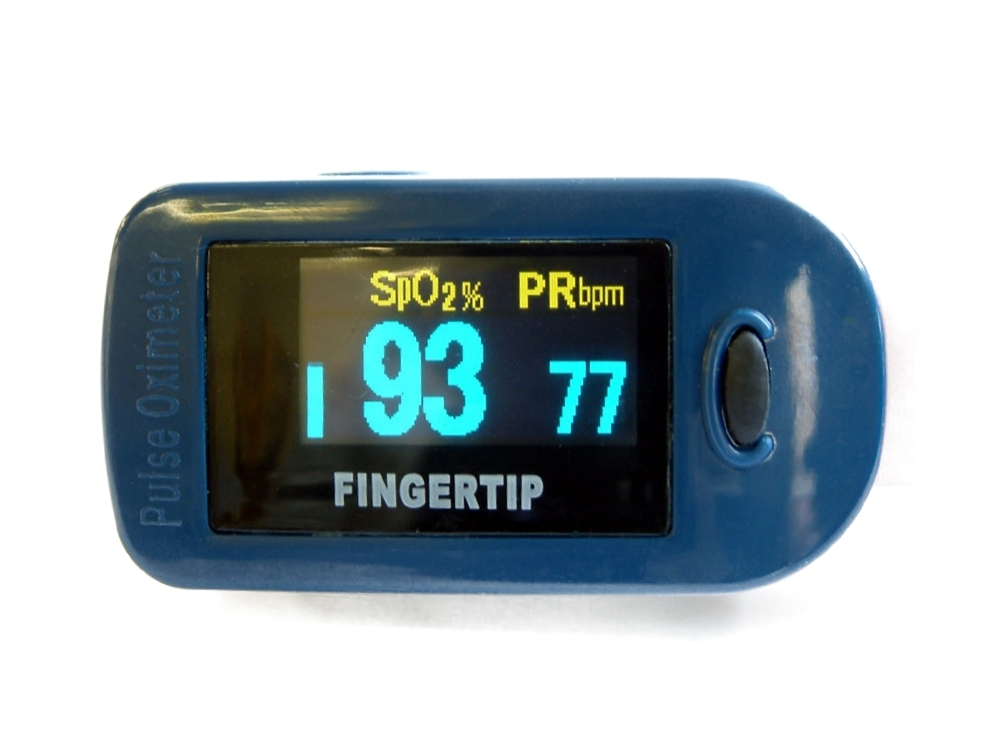 Pulse Oximeter
SpO2% PRbpm
93 77
FINGERTIP